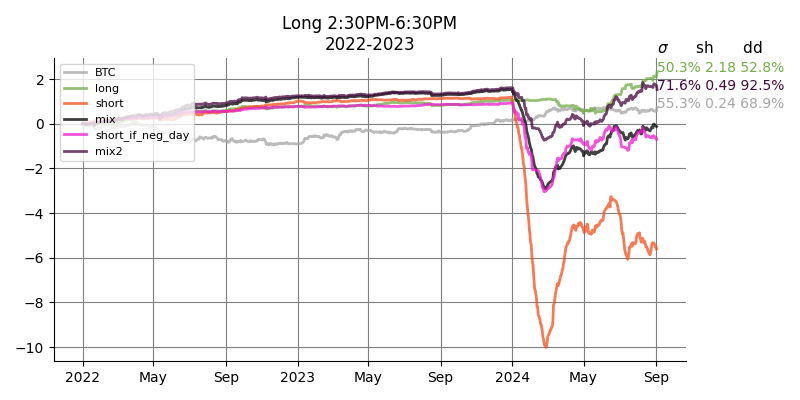 Long 2:30PM-6:30PM
2022-2023
σ sh dd
50.3% 2.18 52.8%
71.6% 0.49 92.5%
55.3% 0.24 68.9%
BTC
long
short
mix
short_if_neg_day
mix2
2
0
−2
−4
−6
−8
−10
2022 May Sep 2023 May Sep 2024 May Sep